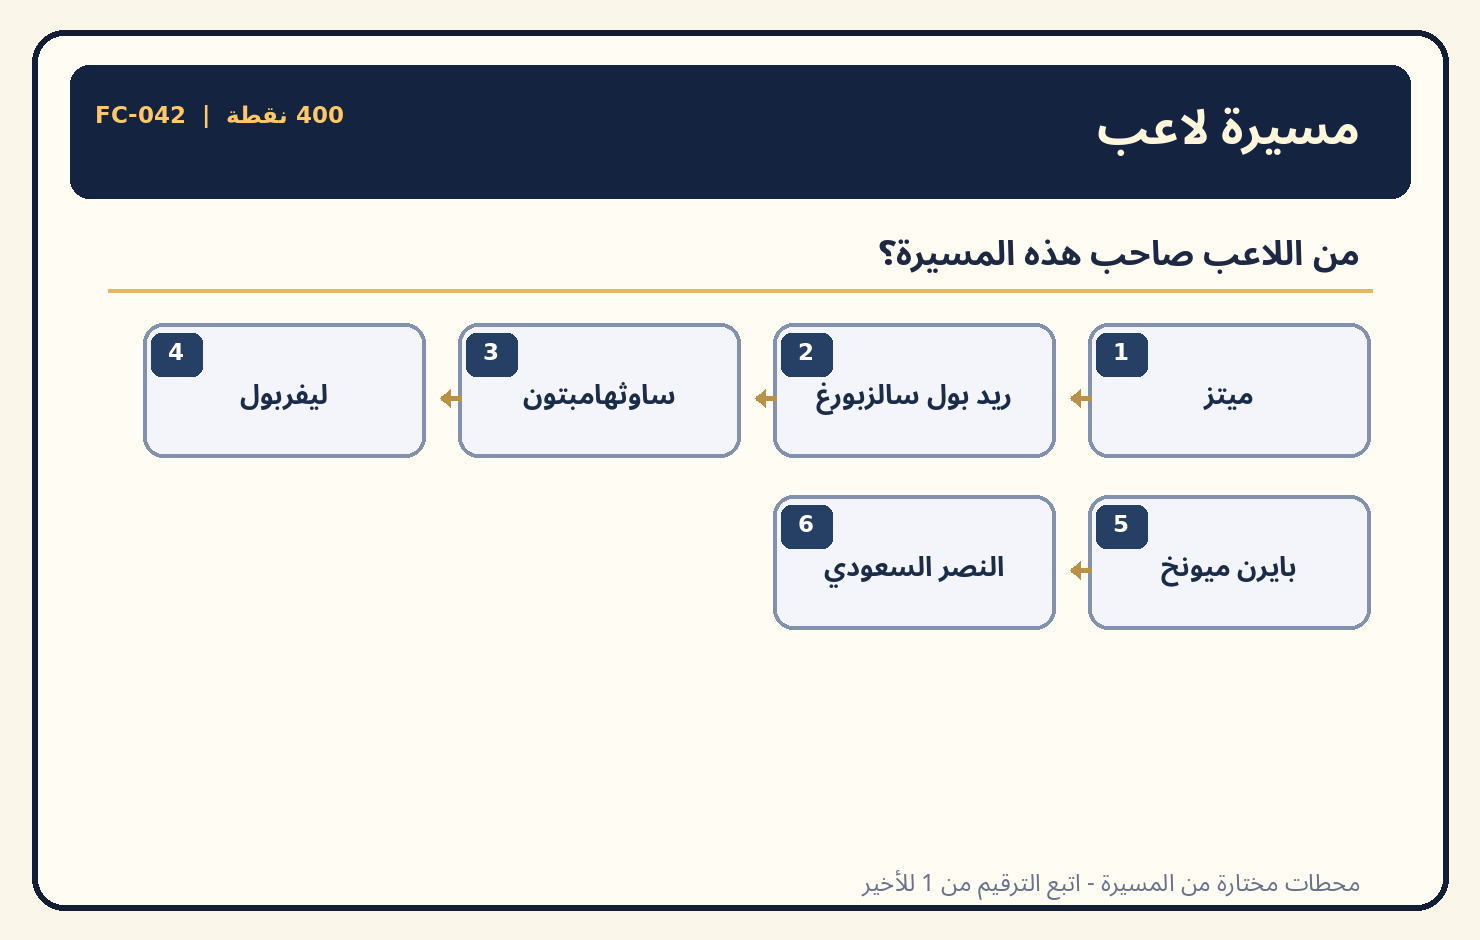 مسيرة لاعب
400 نقطة | FC-042
من اللاعب صاحب هذه المسيرة؟
1
ميتز
2
ريد بول سالزبورغ
3
ساوثهامبتون
4
ليفربول
5
بايرن ميونخ
6
النصر السعودي
محطات مختارة من المسيرة - اتبع الترقيم من 1 للأخير